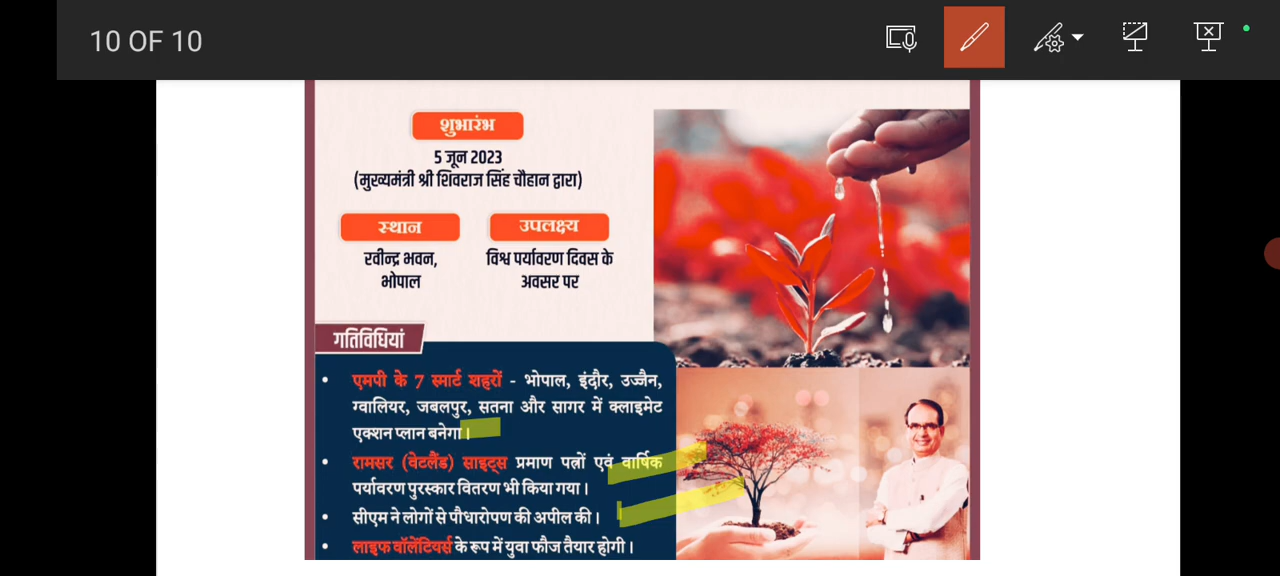 10 OF 10
शुभारंभ
5 जून 2023
(मुख्यमंत्री श्री शिवराज सिंह चौहान द्वारा)
स्थान
रवीन्द्र भवन,
भोपाल
उपलक्ष्य
विश्व पर्यावरण दिवस के
अवसर पर
गतिविधियां
• एमपी के 7 स्मार्ट शहरों - भोपाल, इंदौर, उज्जैन,
ग्वालियर, जबलपुर, सतना और सागर में क्लाइमेट
एक्शन प्लान बनेगा।
• रामसर (वेटलैंड) साइट्स प्रमाण पत्रों एवं वार्षिक
पर्यावरण पुरस्कार वितरण भी किया गया।
• सीएम ने लोगों से पौधारोपण की अपील की।
• लाइफ वॉलेंटियर्स के रूप में युवा फौज तैयार होगी।